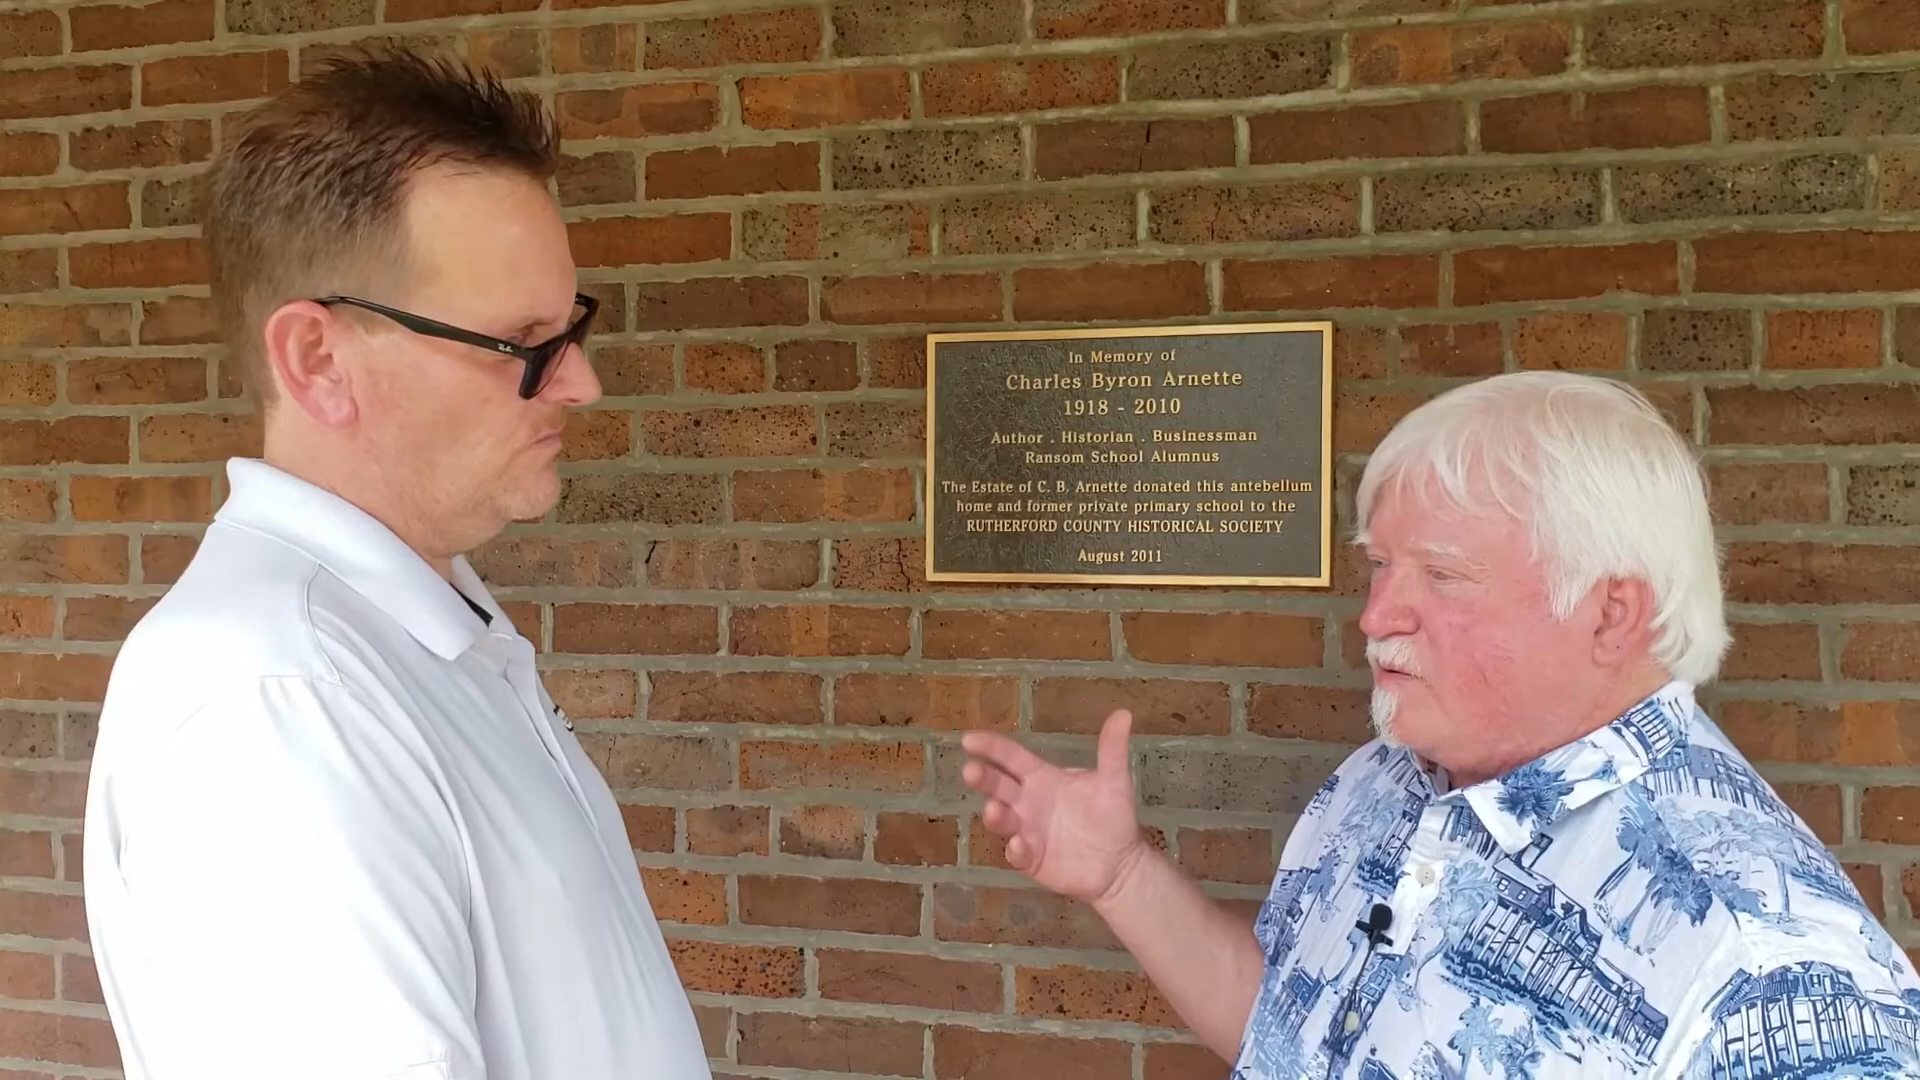 In Memory of
Charles Byron Arnette
1918 - 2010
Author . Historian . Businessman
Ransom School Alumnus
The Estate of C. B. Arnette donated this antebellum
home and former private primary school to the
RUTHERFORD COUNTY HISTORICAL SOCIETY
August 2011